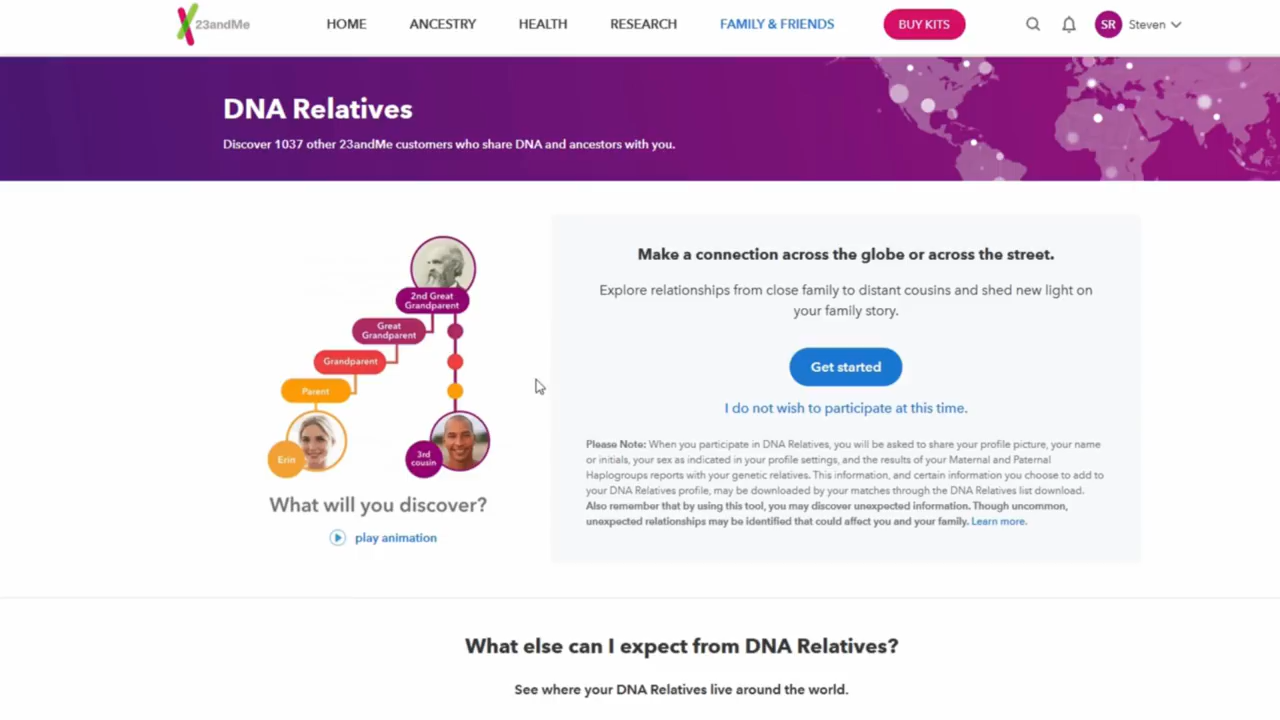 23andMe
HOME
ANCESTRY
HEALTH
RESEARCH
FAMILY & FRIENDS
BUY KITS
SR
Steven
DNA Relatives
Discover 1037 other 23andMe customers who share DNA and ancestors with you.
2nd Great
Grandparent
Great
Grandparent
Grandparent
Parent
Erin
3rd
cousin
What will you discover?
play animation
Make a connection across the globe or across the street.
Explore relationships from close family to distant cousins and shed new light on
your family story.
Get started
I do not wish to participate at this time.
Please Note: When you participate in DNA Relatives, you will be asked to share your profile picture, your name
or initials, your sex as indicated in your profile settings, and the results of your Maternal and Paternal
Haplogroups reports with your genetic relatives. This information, and certain information you choose to add to
your DNA Relatives profile, may be downloaded by your matches through the DNA Relatives list download.
Also remember that by using this tool, you may discover unexpected information. Though uncommon,
unexpected relationships may be identified that could affect you and your family. Learn more.
What else can I expect from DNA Relatives?
See where your DNA Relatives live around the world.